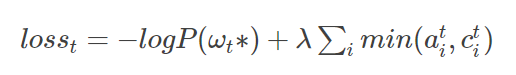 loss_t = −logP(ω_t∗) + λ∑_i min(a_i^t, c_i^t)